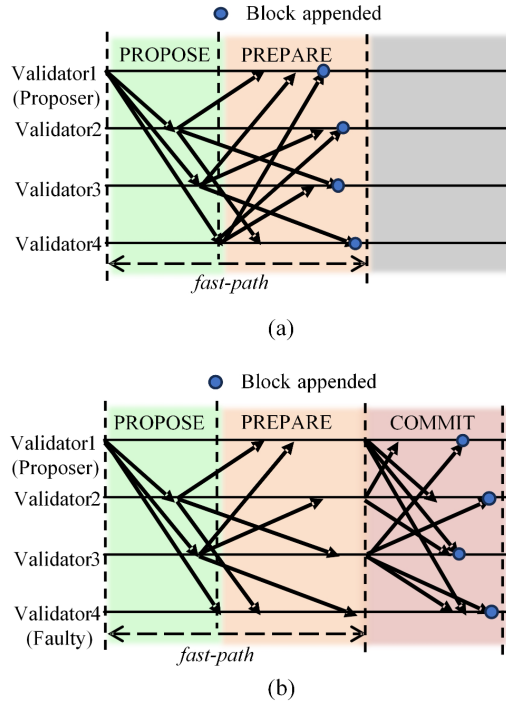 Block appended
PROPOSE PREPARE
Validator1
(Proposer)
Validator2
Validator3
Validator4
fast-path
(a)
Block appended
PROPOSE PREPARE COMMIT
Validator1
(Proposer)
Validator2
Validator3
Validator4
(Faulty)
fast-path
(b)